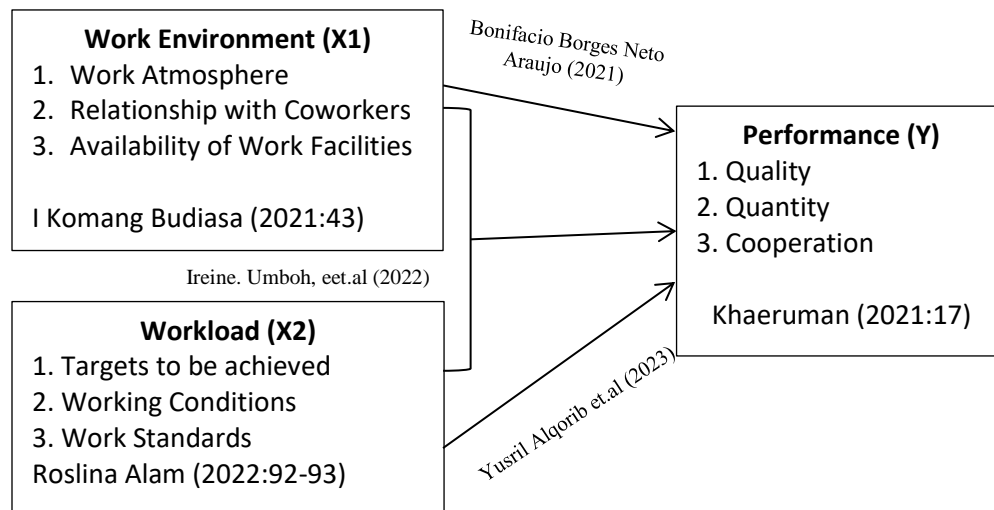 Work Environment (X1)
1. Work Atmosphere
2. Relationship with Coworkers
3. Availability of Work Facilities
I Komang Budiasa (2021:43)
Bonifacio Borges Neto
Araujo (2021)
Ireine. Umboh, eet.al (2022)
Workload (X2)
1. Targets to be achieved
2. Working Conditions
3. Work Standards
Roslina Alam (2022:92-93)
Yusril Alqorib et.al (2023)
Performance (Y)
1. Quality
2. Quantity
3. Cooperation
Khaeruman (2021:17)